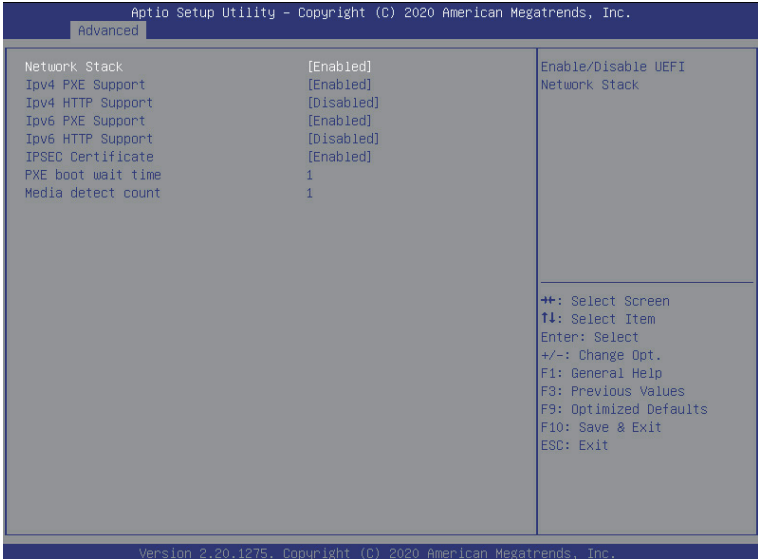 Aptio Setup Utility – Copyright (C) 2020 American Megatrends, Inc.
Advanced
Network Stack [Enabled]
Ipv4 PXE Support [Enabled]
Ipv4 HTTP Support [Disabled]
Ipv6 PXE Support [Enabled]
Ipv6 HTTP Support [Disabled]
IPSEC Certificate [Enabled]
PXE boot wait time 1
Media detect count 1
Enable/Disable UEFI
Network Stack
→←: Select Screen
↑↓: Select Item
Enter: Select
+/-: Change Opt.
F1: General Help
F3: Previous Values
F9: Optimized Defaults
F10: Save & Exit
ESC: Exit
Version 2.20.1275. Copyright (C) 2020 American Megatrends, Inc.